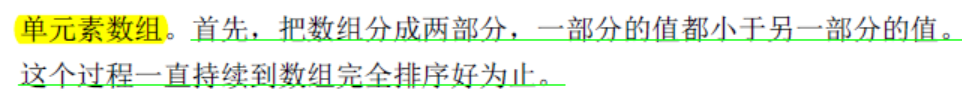 单元素数组。首先，把数组分成两部分，一部分的值都小于另一部分的值。
这个过程一直持续到数组完全排序好为止。